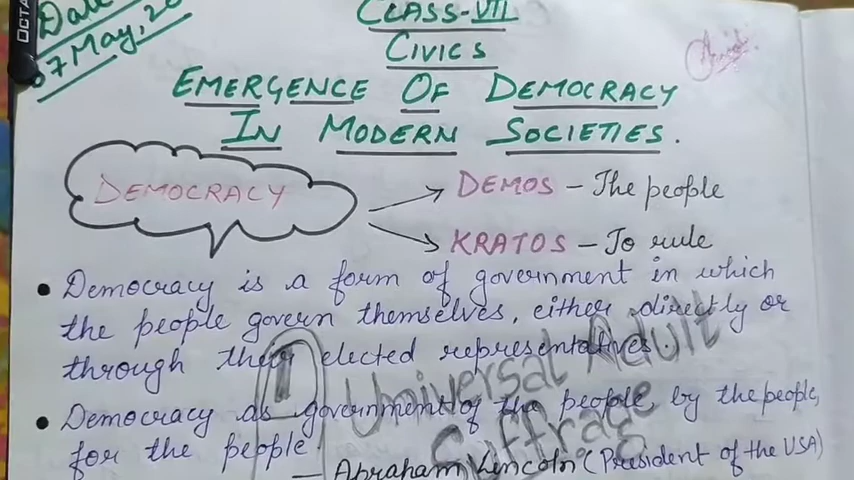 OCTA
Date
07 May, 20
CLASS-VII
CIVICS
EMERGENCE OF DEMOCRACY
IN MODERN SOCIETIES.
DEMOCRACY
DEMOS - The people
KRATOS - To rule
• Democracy is a form of government in which
the people govern themselves, either directly or
through their elected representatives.
• Democracy as government of the people by the people,
for the people
— Abraham Lincoln (President of the USA)
Universal Adult
Suffrage